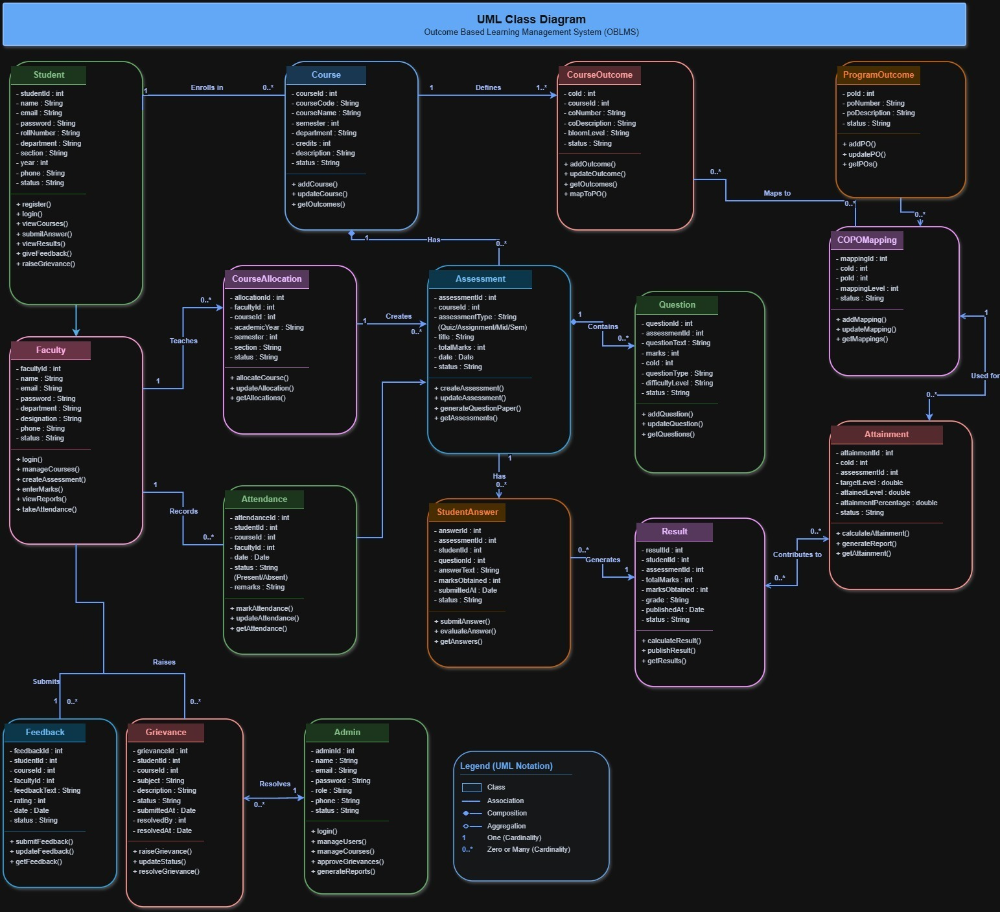 UML Class Diagram
Outcome Based Learning Management System (OBLMS)
Student
- studentId : int
- name : String
- email : String
- password : String
- rollNumber : String
- department : String
- section : String
- year : int
- phone : String
- status : String
+ register()
+ login()
+ viewCourses()
+ submitAnswer()
+ viewResults()
+ giveFeedback()
+ raiseGrievance()
1
Enrolls in
0..*
Course
- courseId : int
- courseCode : String
- courseName : String
- semester : int
- department : String
- credits : int
- description : String
- status : String
+ addCourse()
+ updateCourse()
+ getOutcomes()
1
Defines
1..*
CourseOutcome
- coId : int
- courseId : int
- coNumber : String
- coDescription : String
- bloomLevel : String
- status : String
+ addOutcome()
+ updateOutcome()
+ getOutcomes()
+ mapToPO()
0..*
Maps to
0..*
ProgramOutcome
- poId : int
- poNumber : String
- poDescription : String
- status : String
+ addPO()
+ updatePO()
+ getPOs()
0..*
1
Has
0..*
COPOMapping
- mappingId : int
- coId : int
- poId : int
- mappingLevel : int
- status : String
+ addMapping()
+ updateMapping()
+ getMappings()
1
Used for
0..*
Faculty
- facultyId : int
- name : String
- email : String
- password : String
- department : String
- designation : String
- phone : String
- status : String
+ login()
+ manageCourses()
+ createAssessment()
+ enterMarks()
+ viewReports()
+ takeAttendance()
0..*
Teaches
1
CourseAllocation
- allocationId : int
- facultyId : int
- courseId : int
- academicYear : String
- semester : int
- section : String
- status : String
+ allocateCourse()
+ updateAllocation()
+ getAllocations()
1
Creates
0..*
Assessment
- assessmentId : int
- courseId : int
- assessmentType : String
(Quiz/Assignment/Mid/Sem)
- title : String
- totalMarks : int
- date : Date
- status : String
+ createAssessment()
+ updateAssessment()
+ generateQuestionPaper()
+ getAssessments()
1
Contains
0..*
Question
- questionId : int
- assessmentId : int
- questionText : String
- marks : int
- coId : int
- questionType : String
- difficultyLevel : String
- status : String
+ addQuestion()
+ updateQuestion()
+ getQuestions()
Attainment
- attainmentId : int
- coId : int
- assessmentId : int
- targetLevel : double
- attainedLevel : double
- attainmentPercentage : double
- status : String
+ calculateAttainment()
+ generateReport()
+ getAttainment()
1
Records
0..*
Attendance
- attendanceId : int
- studentId : int
- courseId : int
- facultyId : int
- date : Date
- status : String
(Present/Absent)
- remarks : String
+ markAttendance()
+ updateAttendance()
+ getAttendance()
1
Has
0..*
StudentAnswer
- answerId : int
- assessmentId : int
- studentId : int
- questionId : int
- answerText : String
- marksObtained : int
- submittedAt : Date
- status : String
+ submitAnswer()
+ evaluateAnswer()
+ getAnswers()
0..*
Generates
1
Result
- resultId : int
- studentId : int
- assessmentId : int
- totalMarks : int
- marksObtained : int
- grade : String
- publishedAt : Date
- status : String
+ calculateResult()
+ publishResult()
+ getResults()
0..*
Contributes to
0..*
Raises
Submits
1
0..*
0..*
Feedback
- feedbackId : int
- studentId : int
- courseId : int
- facultyId : int
- feedbackText : String
- rating : int
- date : Date
- status : String
+ submitFeedback()
+ updateFeedback()
+ getFeedback()
Grievance
- grievanceId : int
- studentId : int
- courseId : int
- subject : String
- description : String
- status : String
- submittedAt : Date
- resolvedBy : int
- resolvedAt : Date
+ raiseGrievance()
+ updateStatus()
+ resolveGrievance()
Resolves
1
0..*
Admin
- adminId : int
- name : String
- email : String
- password : String
- role : String
- phone : String
- status : String
+ login()
+ manageUsers()
+ manageCourses()
+ approveGrievances()
+ generateReports()
Legend (UML Notation)
Class
Association
Composition
Aggregation
1 One (Cardinality)
0..* Zero or Many (Cardinality)